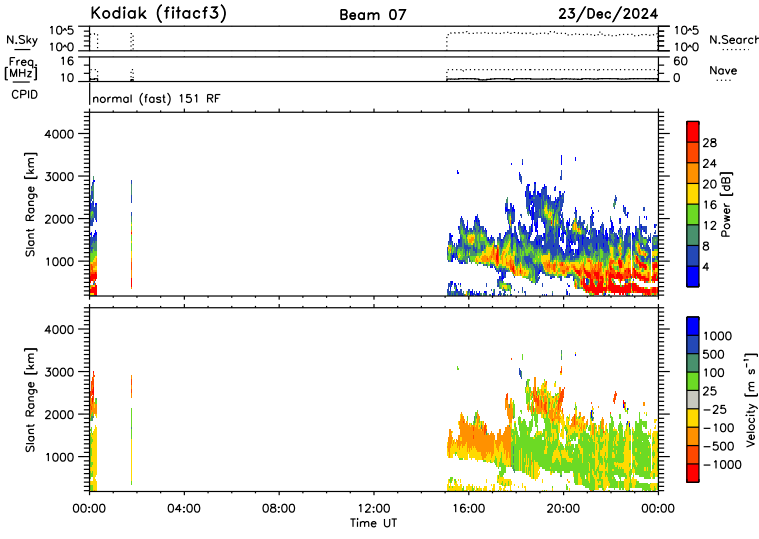 Kodiak (fitacf3) Beam 07 23/Dec/2024
N.Sky 10^5 10^0 10^5 10^0 N.Search
Freq. [MHz] 16 10 60 0 Nave
CPID normal (fast) 151 RF
Slant Range [km] 4000 3000 2000 1000
28 24 20 16 12 8 4 Power [dB]
Slant Range [km] 4000 3000 2000 1000
1000 500 100 25 −25 −100 −500 −1000 Velocity [m s⁻¹]
00:00 04:00 08:00 12:00 16:00 20:00 00:00
Time UT